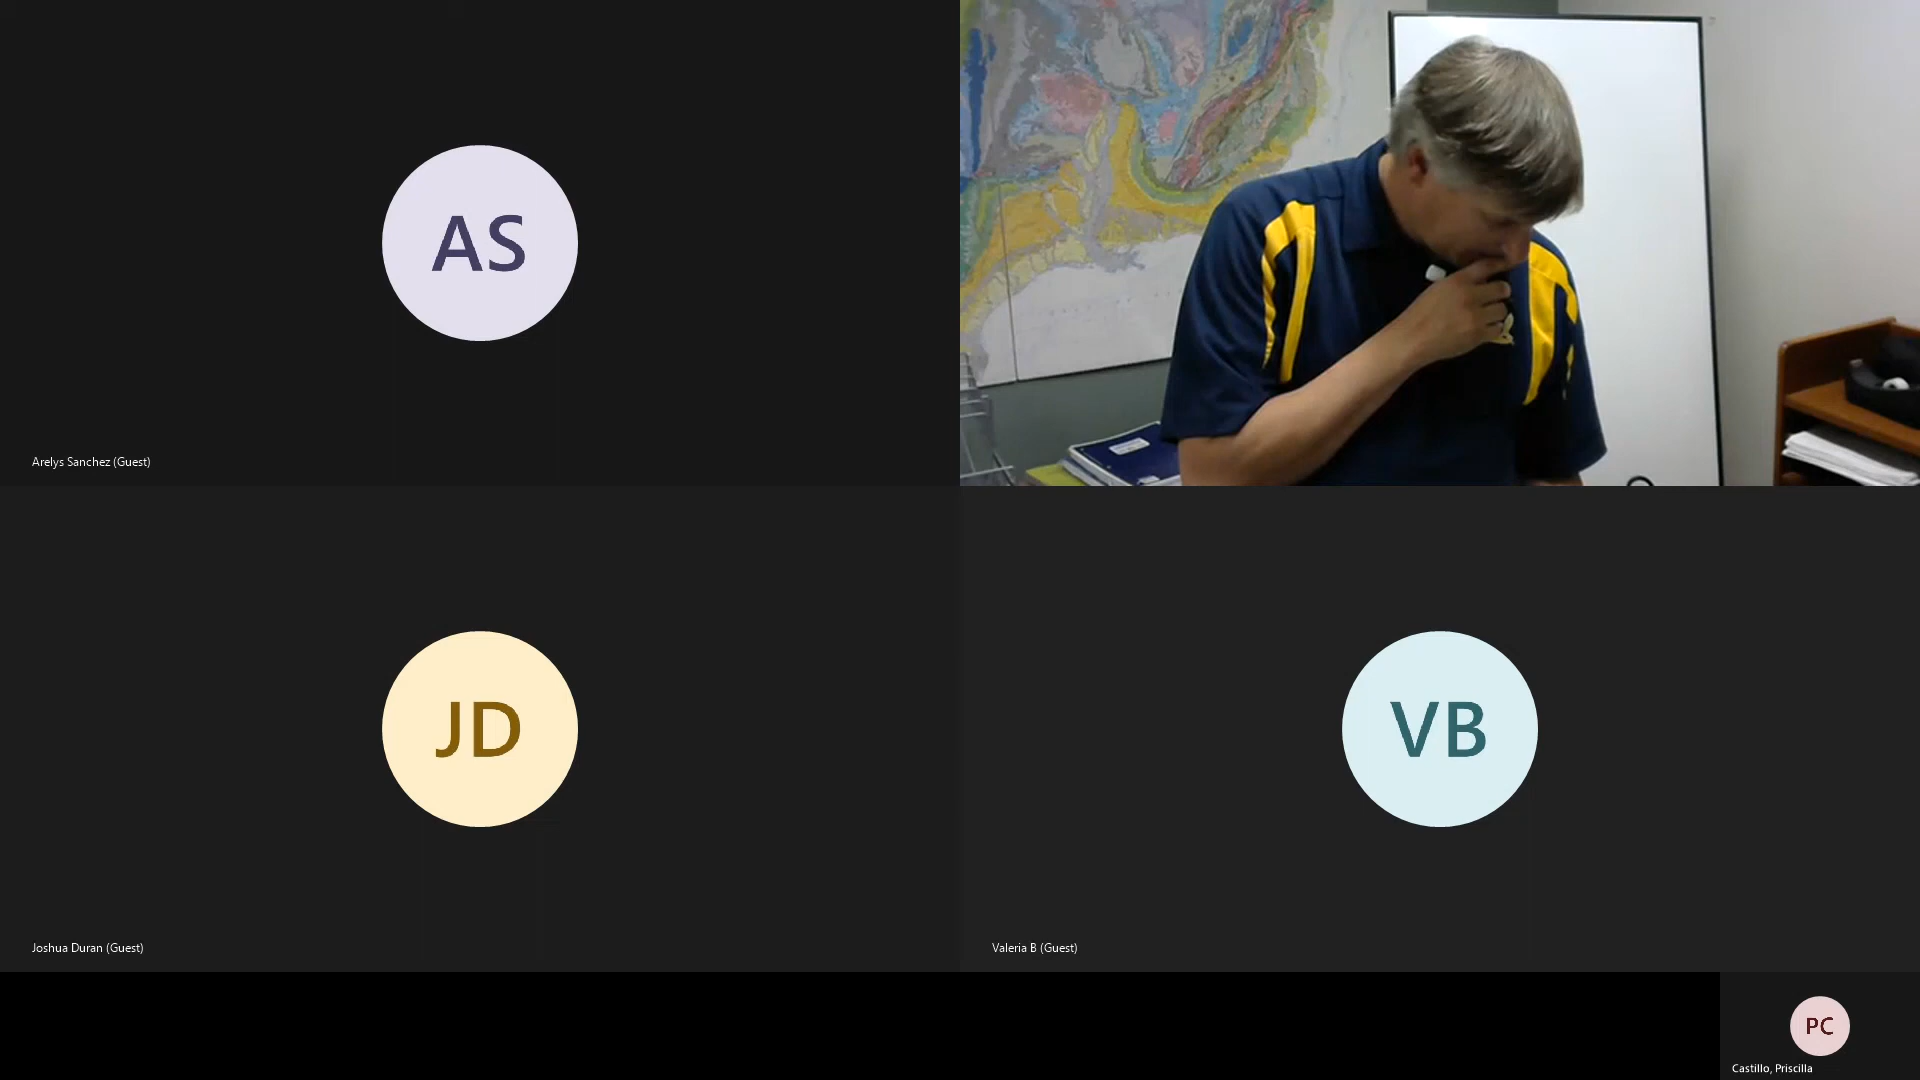 AS
Arelys Sanchez (Guest)
JD
Joshua Duran (Guest)
VB
Valeria B (Guest)
PC
Castillo, Priscilla